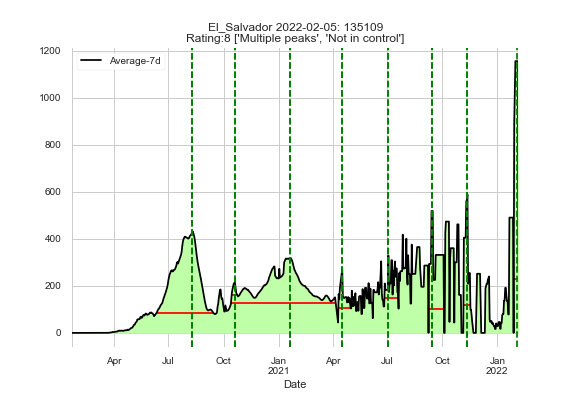 El_Salvador 2022-02-05: 135109
Rating:8 ['Multiple peaks', 'Not in control']
Average-7d
1200
1000
800
600
400
200
0
Apr Jul Oct Jan Apr Jul Oct Jan
2021 2022
Date